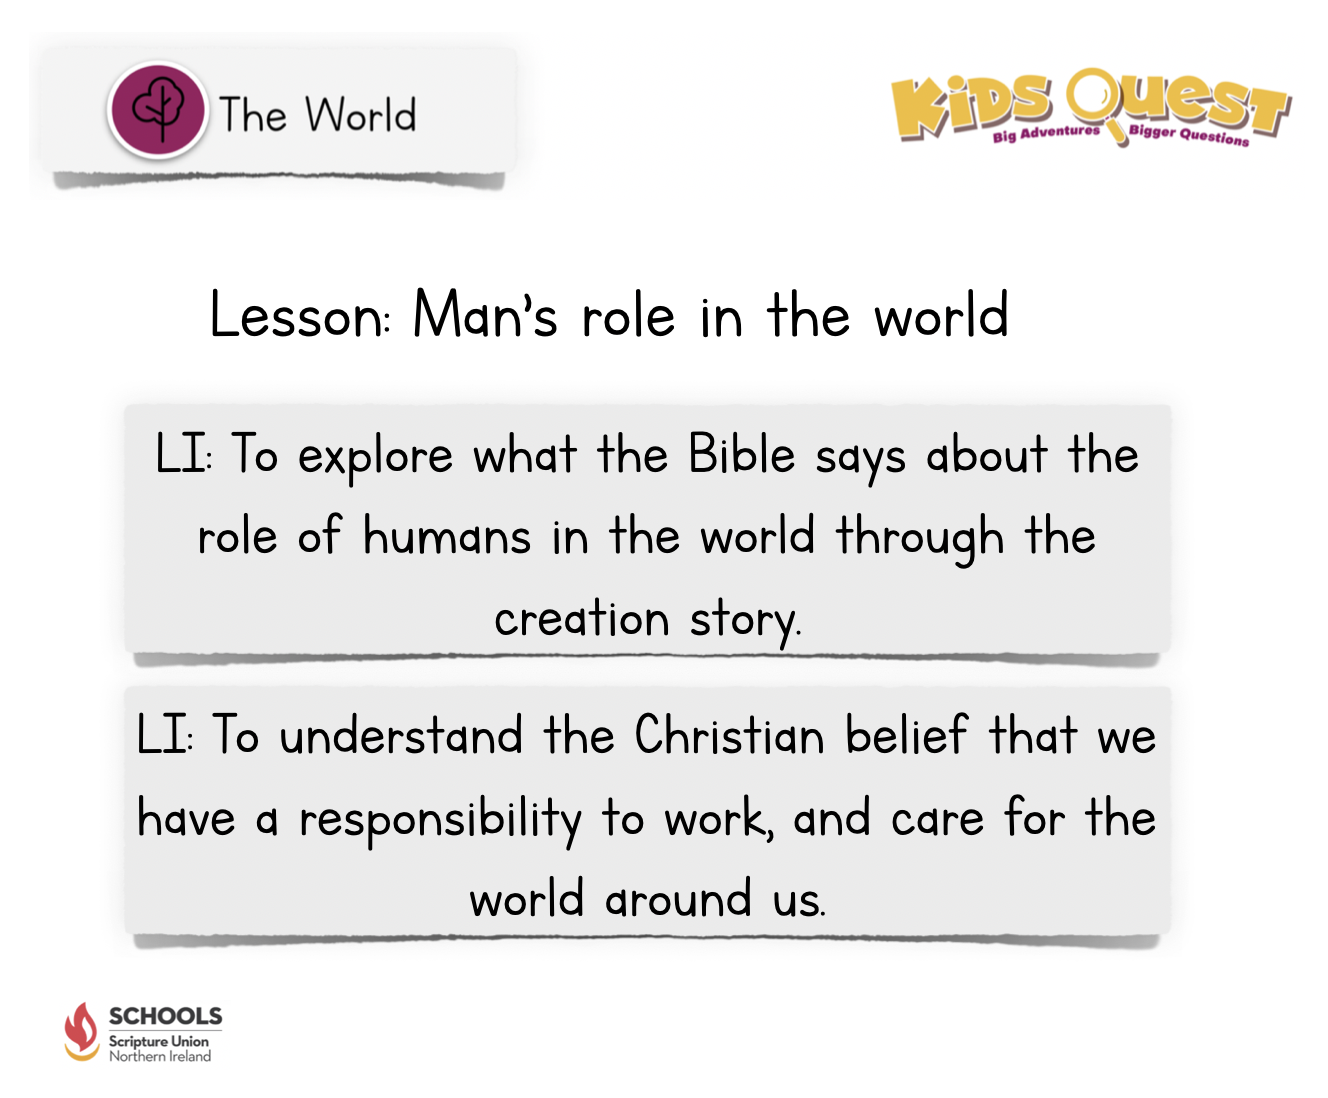 The World
KiDS QUEST
Big Adventures Bigger Questions
Lesson: Man's role in the world
LI: To explore what the Bible says about the
role of humans in the world through the
creation story.
LI: To understand the Christian belief that we
have a responsibility to work, and care for the
world around us.
SCHOOLS
Scripture Union
Northern Ireland